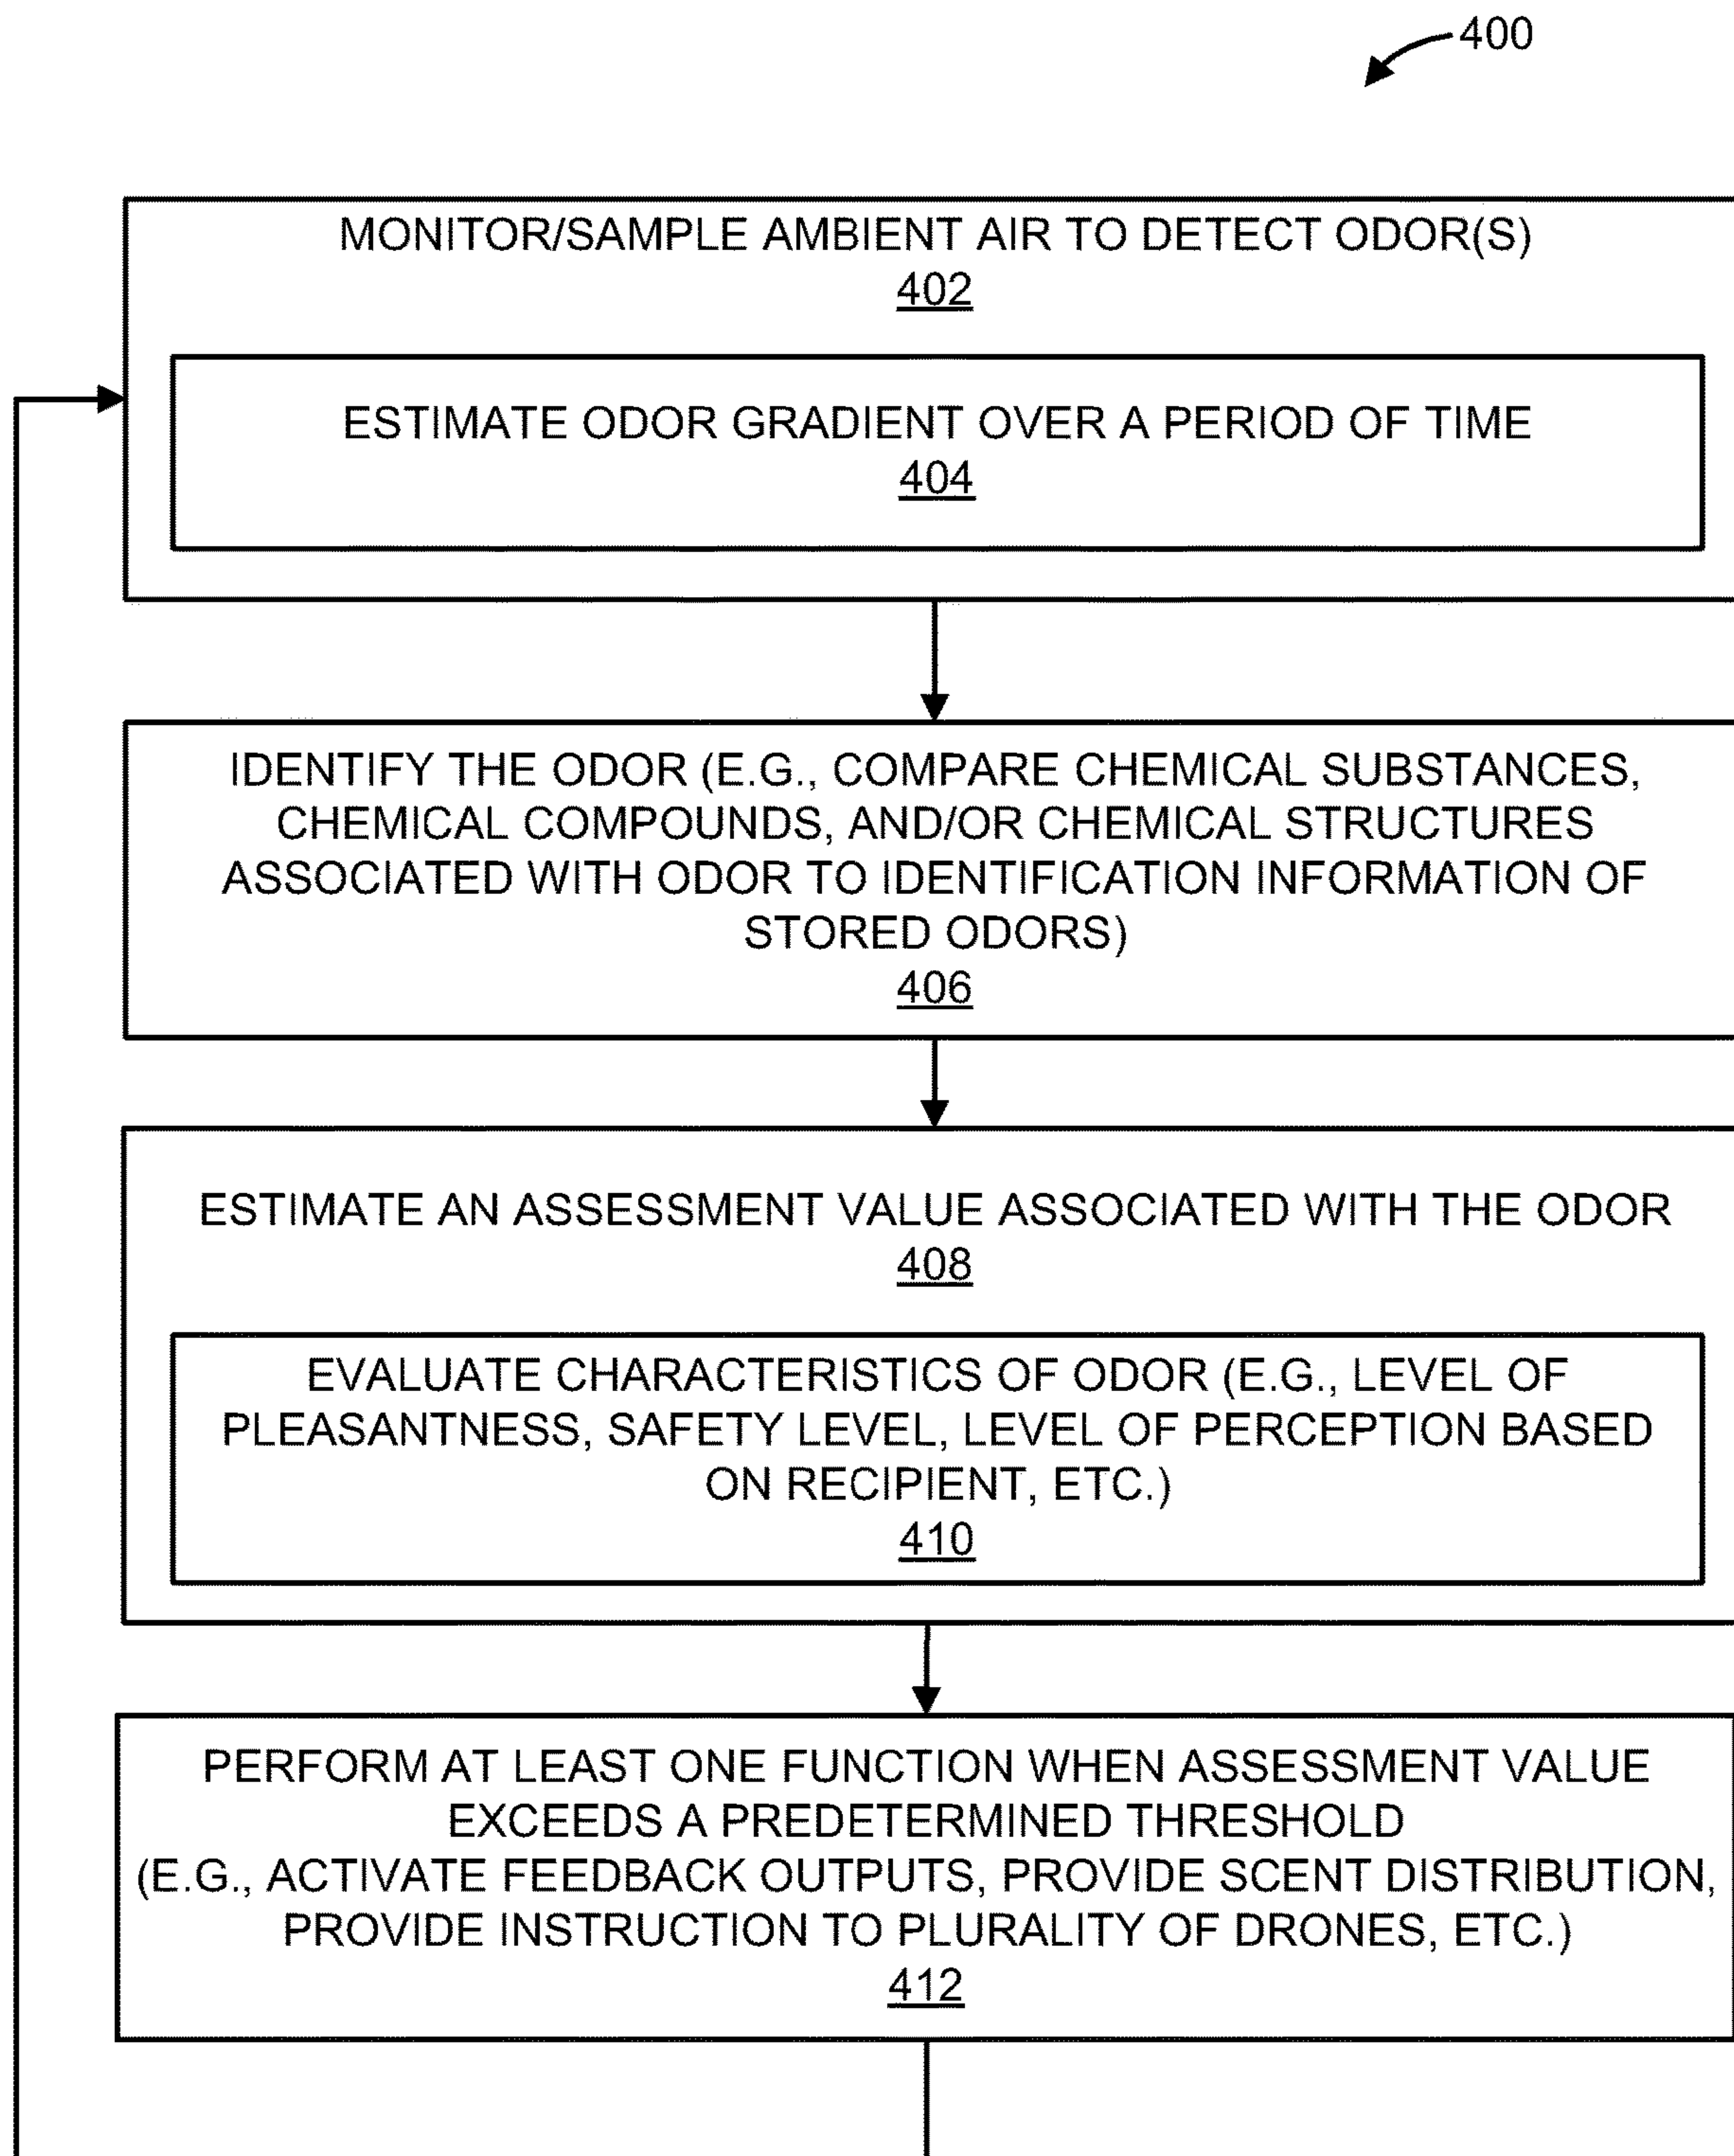 400
MONITOR/SAMPLE AMBIENT AIR TO DETECT ODOR(S)
402
ESTIMATE ODOR GRADIENT OVER A PERIOD OF TIME
404
IDENTIFY THE ODOR (E.G., COMPARE CHEMICAL SUBSTANCES,
CHEMICAL COMPOUNDS, AND/OR CHEMICAL STRUCTURES
ASSOCIATED WITH ODOR TO IDENTIFICATION INFORMATION OF
STORED ODORS)
406
ESTIMATE AN ASSESSMENT VALUE ASSOCIATED WITH THE ODOR
408
EVALUATE CHARACTERISTICS OF ODOR (E.G., LEVEL OF
PLEASANTNESS, SAFETY LEVEL, LEVEL OF PERCEPTION BASED
ON RECIPIENT, ETC.)
410
PERFORM AT LEAST ONE FUNCTION WHEN ASSESSMENT VALUE
EXCEEDS A PREDETERMINED THRESHOLD
(E.G., ACTIVATE FEEDBACK OUTPUTS, PROVIDE SCENT DISTRIBUTION,
PROVIDE INSTRUCTION TO PLURALITY OF DRONES, ETC.)
412